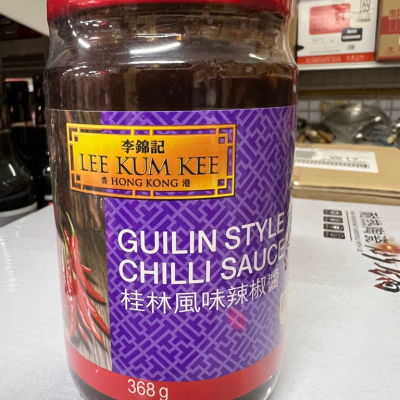 李錦記
LEE KUM KEE
香 HONG KONG 港
GUILIN STYLE
CHILLI SAUCE
桂林風味辣椒醬
368 g